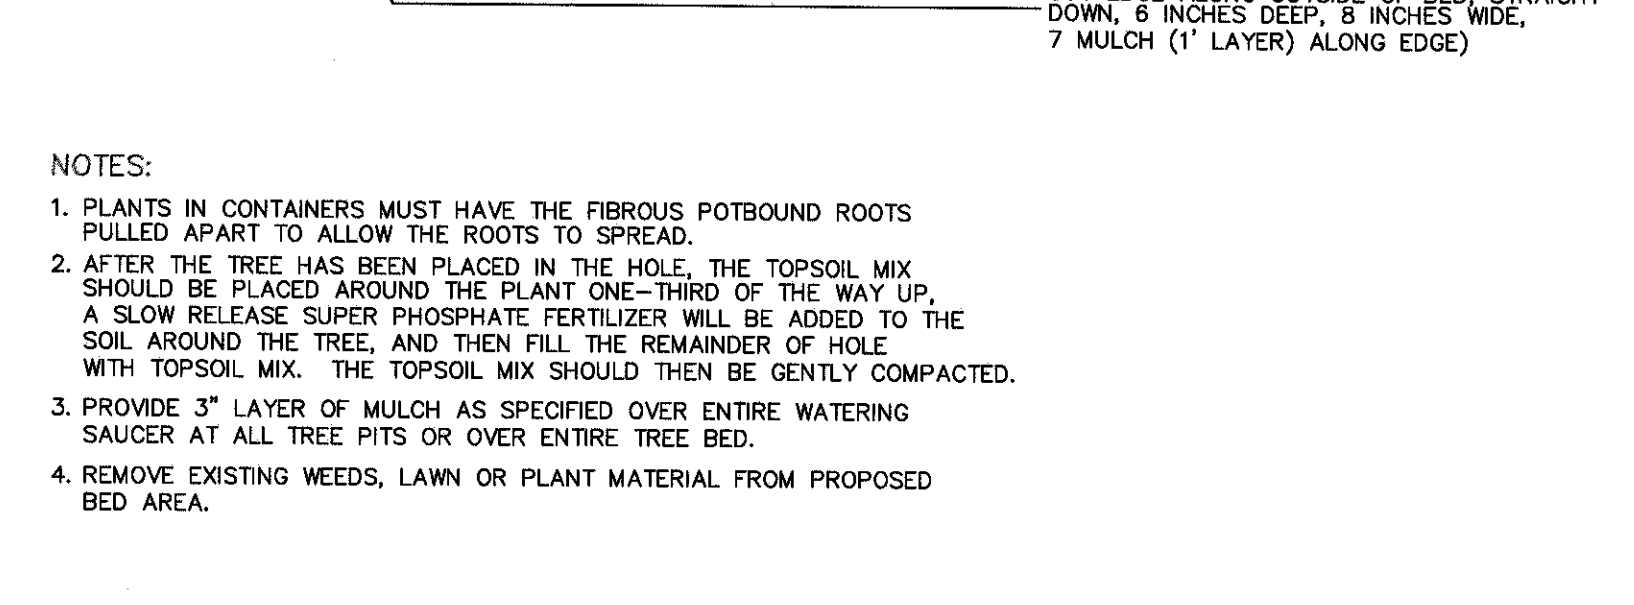 DOWN, 6 INCHES DEEP, 8 INCHES WIDE,
7 MULCH (1' LAYER) ALONG EDGE)
NOTES:
1. PLANTS IN CONTAINERS MUST HAVE THE FIBROUS POTBOUND ROOTS
PULLED APART TO ALLOW THE ROOTS TO SPREAD.
2. AFTER THE TREE HAS BEEN PLACED IN THE HOLE, THE TOPSOIL MIX
SHOULD BE PLACED AROUND THE PLANT ONE-THIRD OF THE WAY UP,
A SLOW RELEASE SUPER PHOSPHATE FERTILIZER WILL BE ADDED TO THE
SOIL AROUND THE TREE, AND THEN FILL THE REMAINDER OF HOLE
WITH TOPSOIL MIX. THE TOPSOIL MIX SHOULD THEN BE GENTLY COMPACTED.
3. PROVIDE 3" LAYER OF MULCH AS SPECIFIED OVER ENTIRE WATERING
SAUCER AT ALL TREE PITS OR OVER ENTIRE TREE BED.
4. REMOVE EXISTING WEEDS, LAWN OR PLANT MATERIAL FROM PROPOSED
BED AREA.